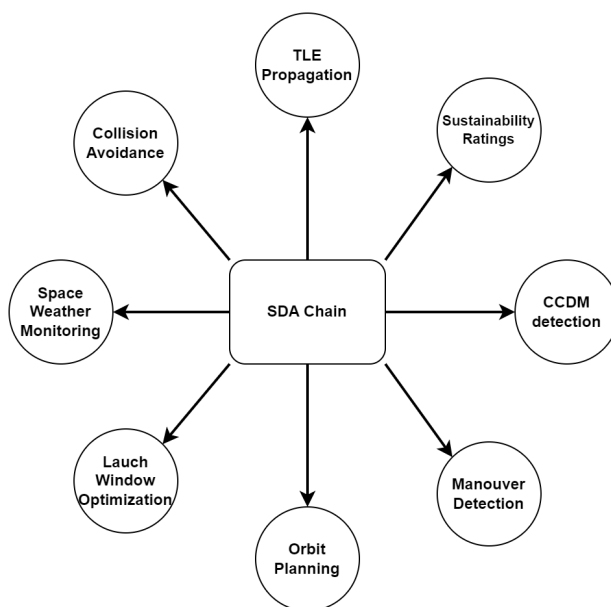 TLE
Propagation
Sustainability
Ratings
Collision
Avoidance
Space
Weather
Monitoring
SDA Chain
CCDM
detection
Lauch
Window
Optimization
Manouver
Detection
Orbit
Planning